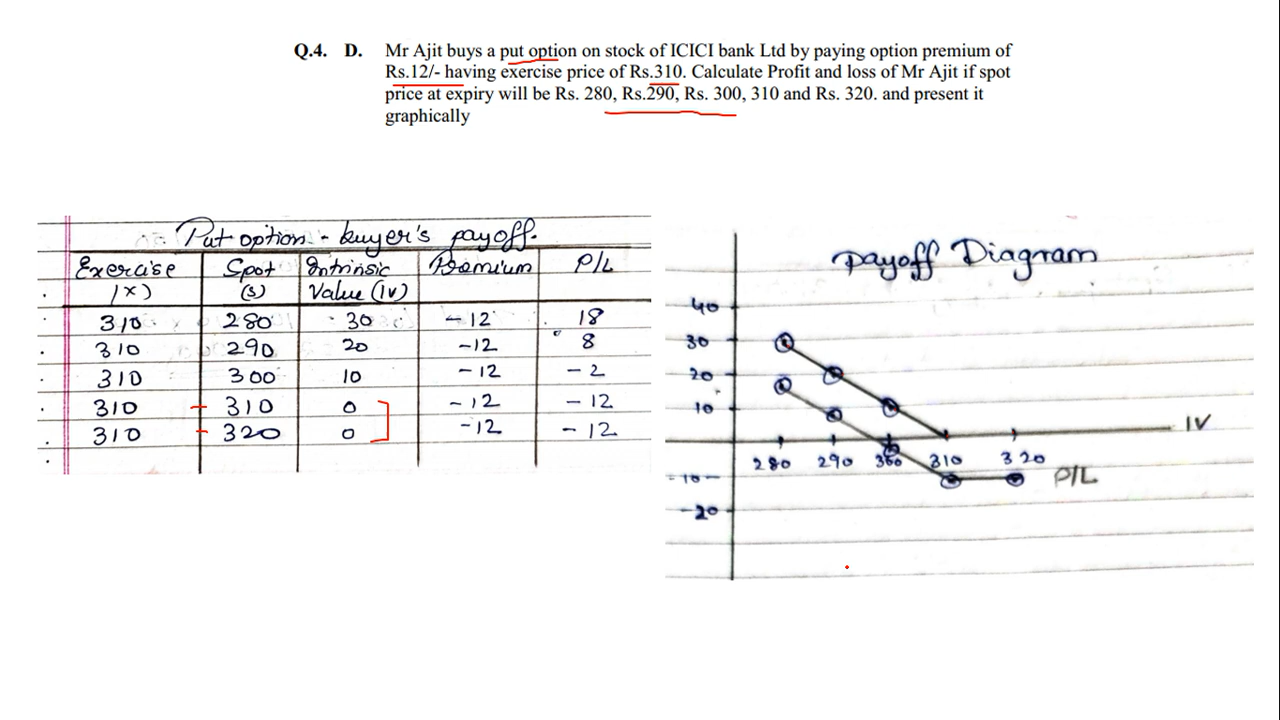 Q.4. D. Mr Ajit buys a put option on stock of ICICI bank Ltd by paying option premium of
Rs.12/- having exercise price of Rs.310. Calculate Profit and loss of Mr Ajit if spot
price at expiry will be Rs. 280, Rs.290, Rs. 300, 310 and Rs. 320. and present it
graphically
Put option - buyer's payoff.
Exercise Spot Intrinsic Premium P/L
(x) (s) Value (IV)
310 280 30 -12 18
310 290 20 -12 8
310 300 10 -12 -2
310 310 0 -12 -12
310 320 0 -12 -12
Payoff Diagram
40
30
20
10
IV
280 290 300 310 320
-10 P/L
-20